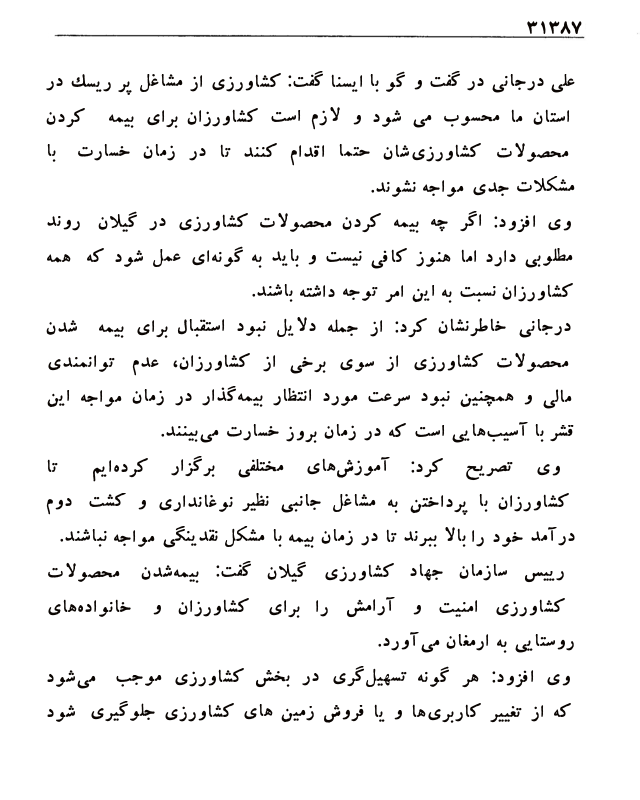 ۳۱۳۸۷
علی درجانی در گفت و گو با ایسنا گفت: کشاورزی از مشاغل پر ریسك در
استان ما محسوب می شود و لازم است کشاورزان برای بیمه کردن
محصولات کشاورزی‌شان حتما اقدام کنند تا در زمان خسارت با
مشکلات جدی مواجه نشوند.
وی افزود: اگر چه بیمه کردن محصولات کشاورزی در گیلان روند
مطلوبی دارد اما هنوز کافی نیست و باید به گونه‌ای عمل شود که همه
کشاورزان نسبت به این امر توجه داشته باشند.
درجانی خاطرنشان کرد: از جمله دلایل نبود استقبال برای بیمه شدن
محصولات کشاورزی از سوی برخی از کشاورزان، عدم توانمندی
مالی و همچنین نبود سرعت مورد انتظار بیمه‌گذار در زمان مواجه این
قشر با آسیب‌هایی است که در زمان بروز خسارت می‌بینند.
وی تصریح کرد: آموزش‌های مختلفی برگزار کرده‌ایم تا
کشاورزان با پرداختن به مشاغل جانبی نظیر نوغانداری و کشت دوم
درآمد خود را بالا ببرند تا در زمان بیمه با مشکل نقدینگی مواجه نباشند.
رییس سازمان جهاد کشاورزی گیلان گفت: بیمه‌شدن محصولات
کشاورزی امنیت و آرامش را برای کشاورزان و خانواده‌های
روستایی به ارمغان می‌آورد.
وی افزود: هر گونه تسهیل‌گری در بخش کشاورزی موجب می‌شود
که از تغییر کاربری‌ها و یا فروش زمین های کشاورزی جلوگیری شود